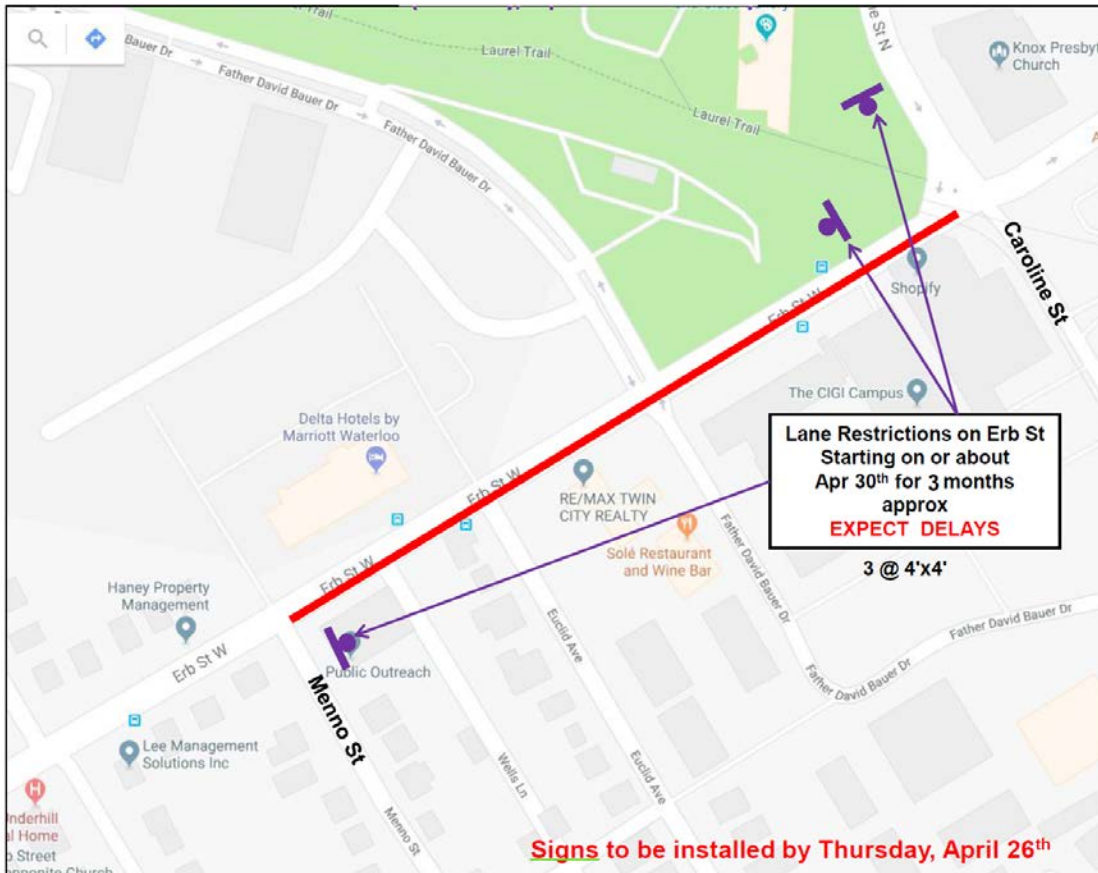 Laurel Trail
Bauer Dr
Father David Bauer Dr
Father David Bauer Dr
Laurel Trail
St N
Knox Presbyt
Church
Caroline St
Shopify
Erb St W
The CIGI Campus
Delta Hotels by
Marriott Waterloo
Lane Restrictions on Erb St
Starting on or about
Apr 30th for 3 months
approx
EXPECT DELAYS
3 @ 4'x4'
Erb St W
RE/MAX TWIN
CITY REALTY
Solé Restaurant
and Wine Bar
Father David Bauer Dr
Erb St W
Haney Property
Management
Euclid Ave
Father David Bauer Dr
Erb St W
Public Outreach
Menno St
Lee Management
Solutions Inc
Wells Ln
Euclid Ave
Menno St
Father David Bauer Dr
Underhill
al Home
Street
Signs to be installed by Thursday, April 26th